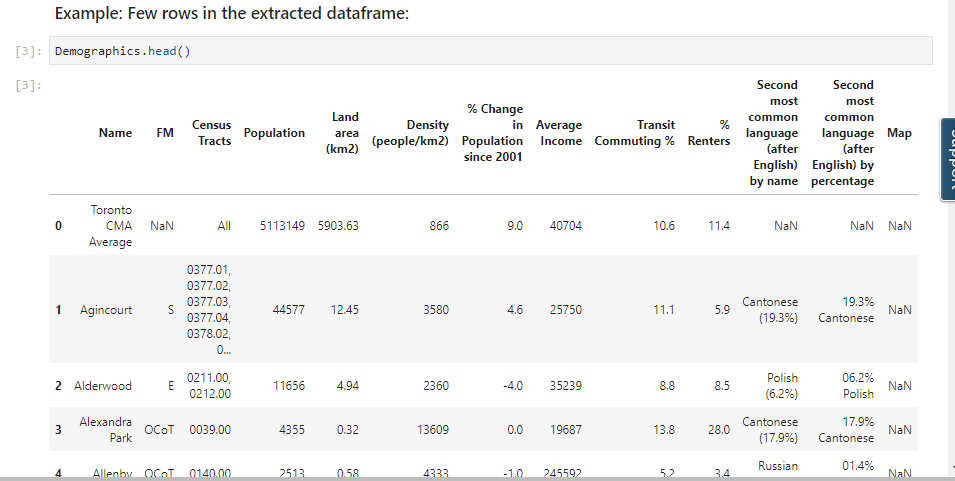 Example: Few rows in the extracted dataframe:
[3]: Demographics.head()
[3]:
Name FM Census Tracts Population Land area (km2) Density (people/km2) % Change in Population since 2001 Average Income Transit Commuting % % Renters Second most common language (after English) by name Second most common language (after English) by percentage Map
0 Toronto CMA Average NaN All 5113149 5903.63 866 9.0 40704 10.6 11.4 NaN NaN NaN
1 Agincourt S 0377.01, 0377.02, 0377.03, 0377.04, 0378.02, 0... 44577 12.45 3580 4.6 25750 11.1 5.9 Cantonese (19.3%) 19.3% Cantonese NaN
2 Alderwood E 0211.00, 0212.00 11656 4.94 2360 -4.0 35239 8.8 8.5 Polish (6.2%) 06.2% Polish NaN
3 Alexandra Park OCoT 0039.00 4355 0.32 13609 0.0 19687 13.8 28.0 Cantonese (17.9%) 17.9% Cantonese NaN
4 Allenby OCoT 0140.00 2513 0.58 4333 -1.0 245592 5.2 3.4 Russian 01.4% NaN